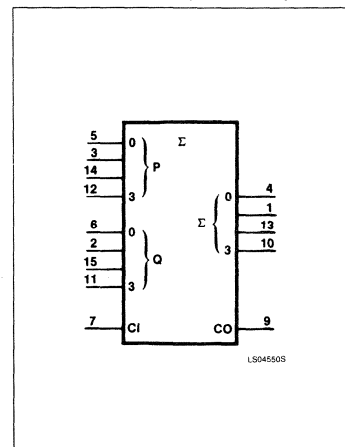 5 0 Σ
3 P
14
12 3 0 4
1
6 0 Σ 13
2 3 10
15 Q
11 3
7 CI CO 9
LS04550S